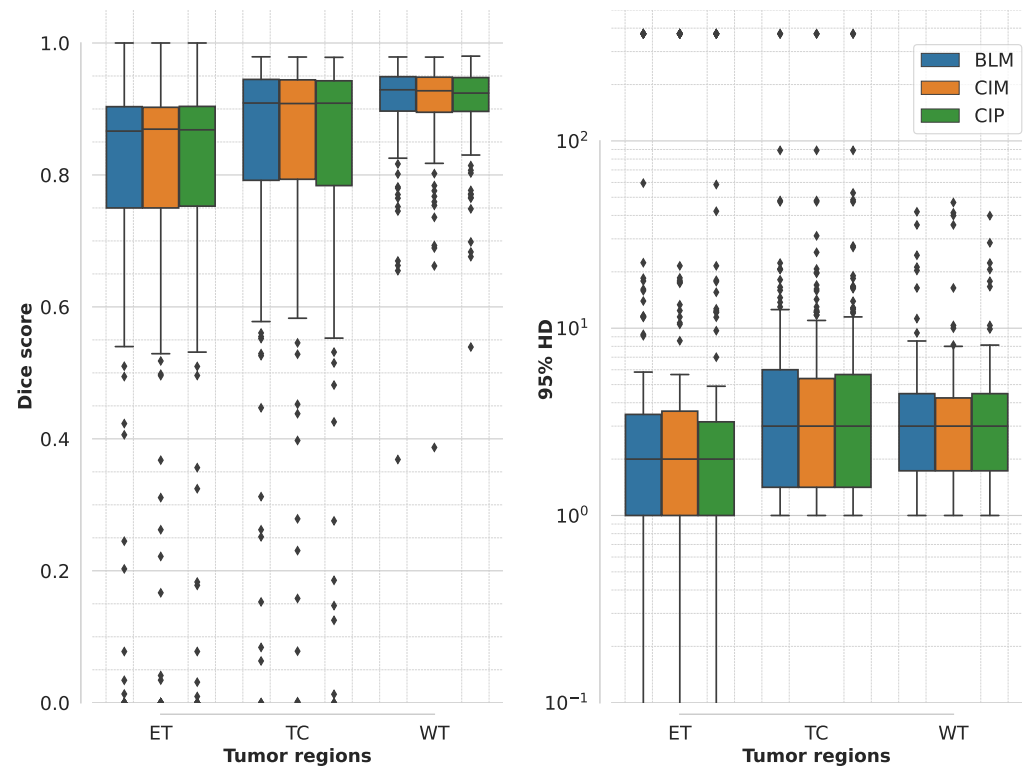 Dice score
1.0
0.8
0.6
0.4
0.2
0.0
ET TC WT
Tumor regions
95% HD
10²
10¹
10⁰
10⁻¹
ET TC WT
Tumor regions
BLM
CIM
CIP